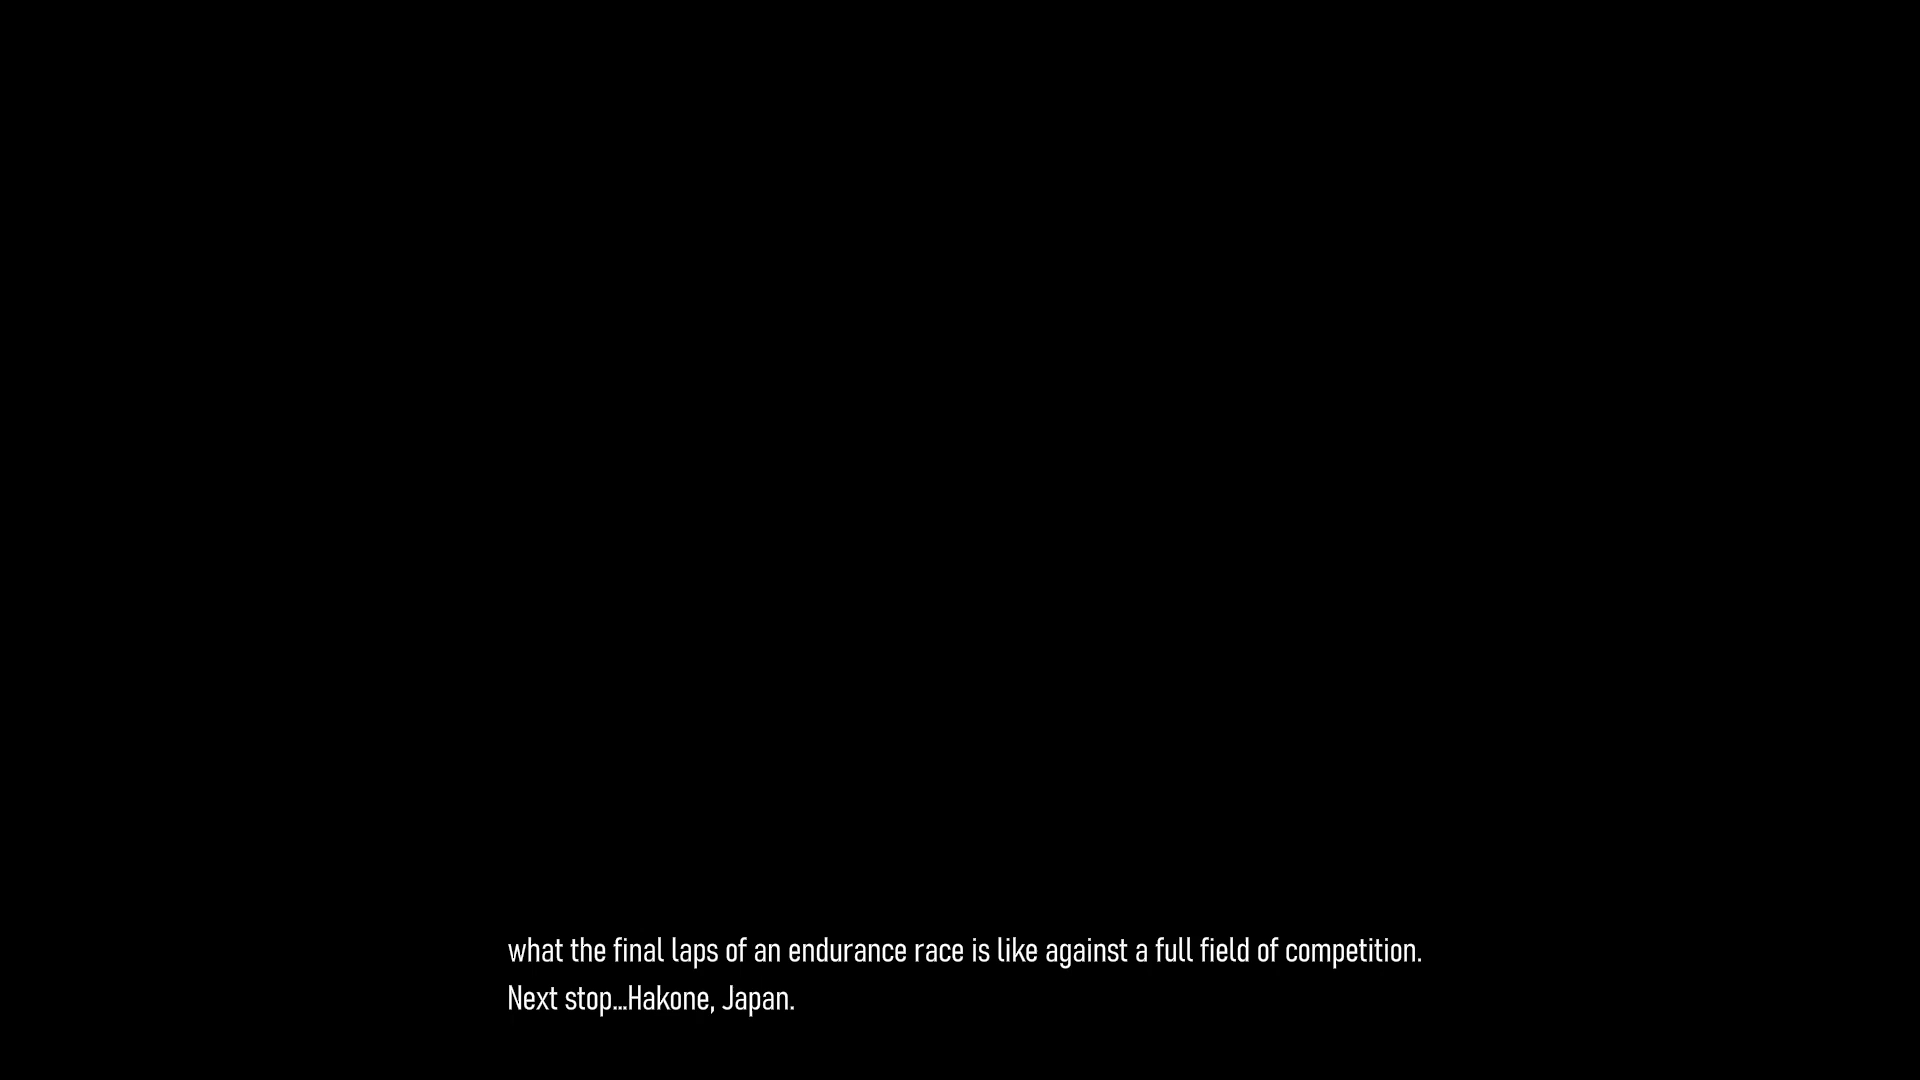 what the final laps of an endurance race is like against a full field of competition.
Next stop...Hakone, Japan.